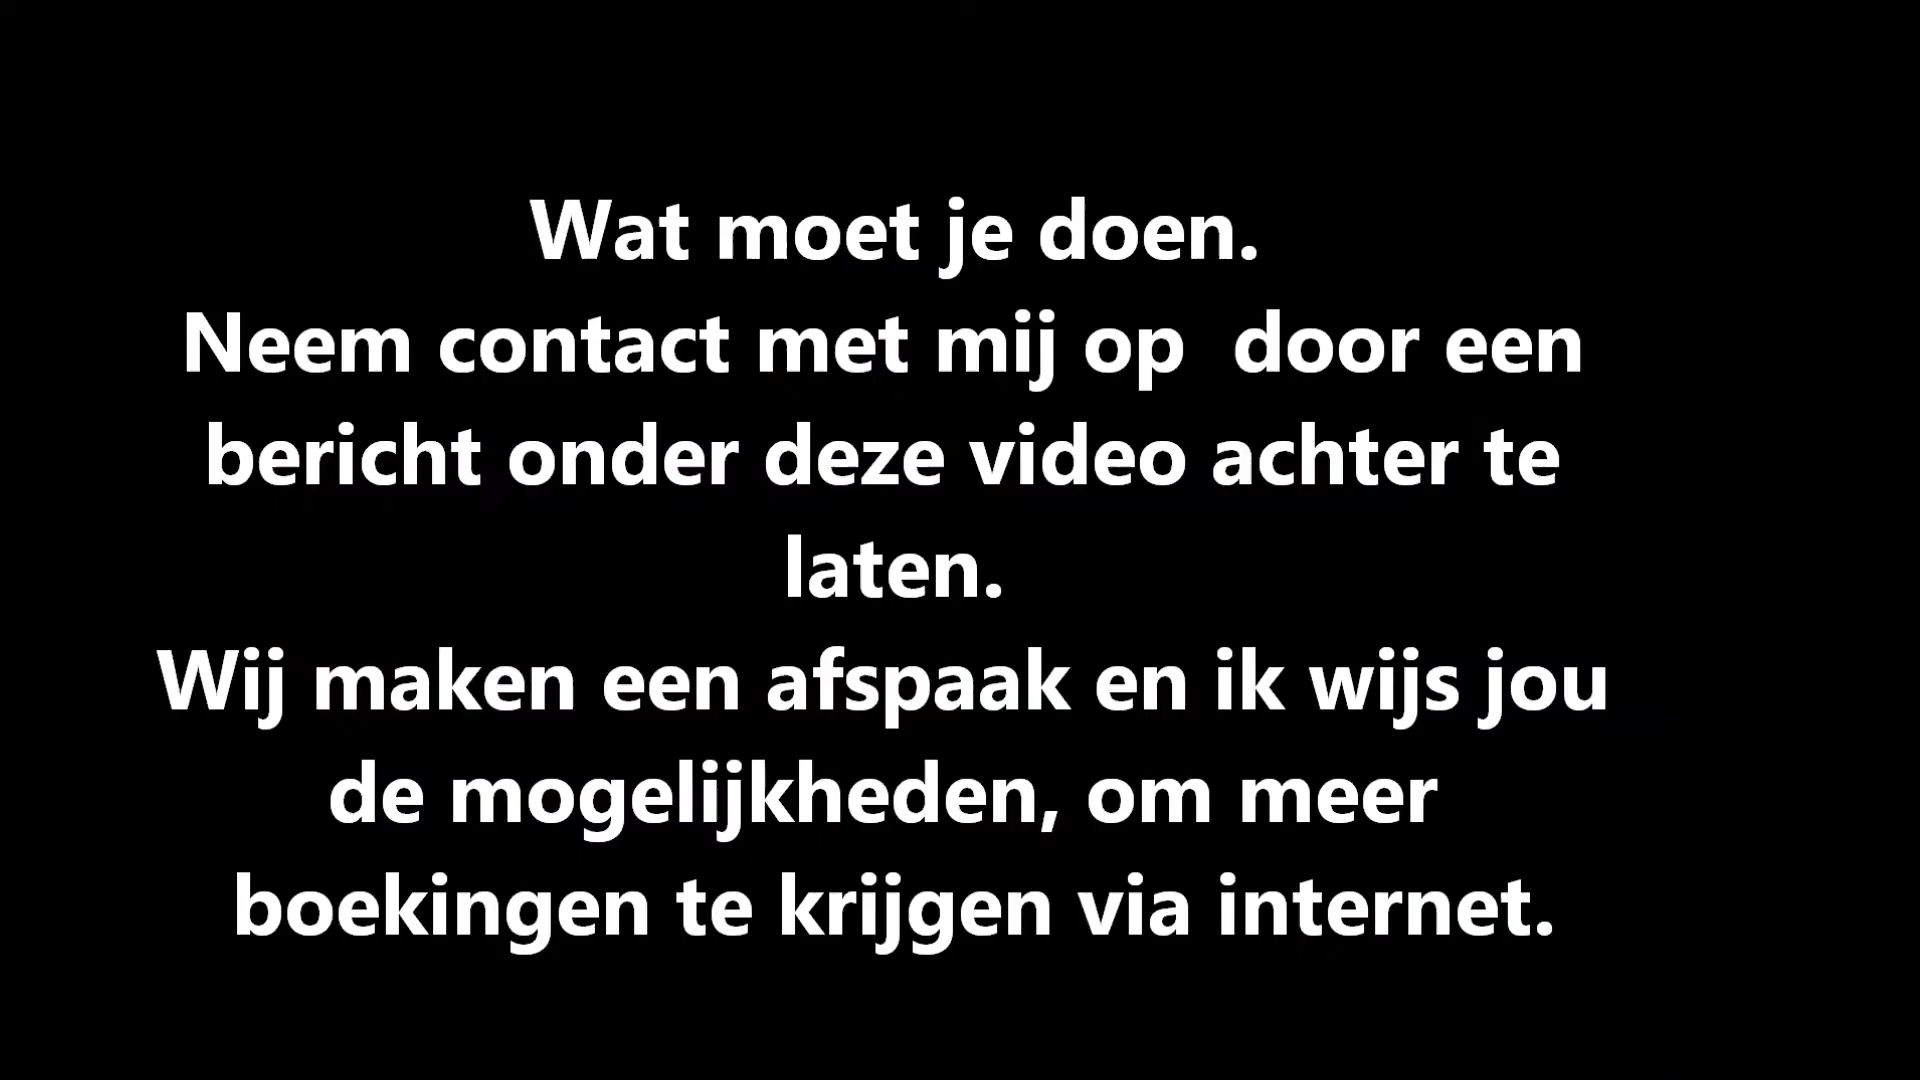 Wat moet je doen.
Neem contact met mij op  door een
bericht onder deze video achter te
laten.
Wij maken een afspaak en ik wijs jou
de mogelijkheden, om meer
boekingen te krijgen via internet.